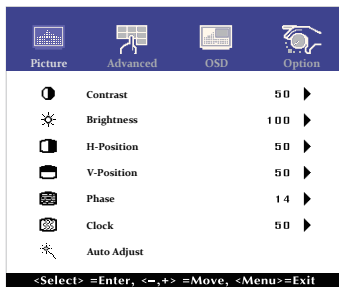 Picture Advanced OSD Option
Contrast 50
Brightness 100
H-Position 50
V-Position 50
Phase 14
Clock 50
Auto Adjust
<Select> =Enter, <–,+> =Move, <Menu>=Exit